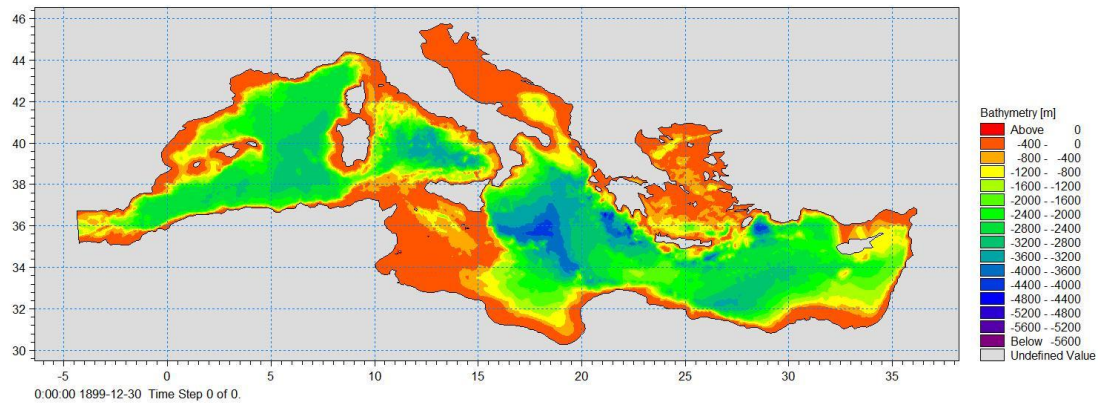 46
44
42
40
38
36
34
32
30
-5 0 5 10 15 20 25 30 35
0:00:00 1899-12-30 Time Step 0 of 0.
Bathymetry [m]
Above 0
-400 - 0
-800 - -400
-1200 - -800
-1600 - -1200
-2000 - -1600
-2400 - -2000
-2800 - -2400
-3200 - -2800
-3600 - -3200
-4000 - -3600
-4400 - -4000
-4800 - -4400
-5200 - -4800
-5600 - -5200
Below -5600
Undefined Value